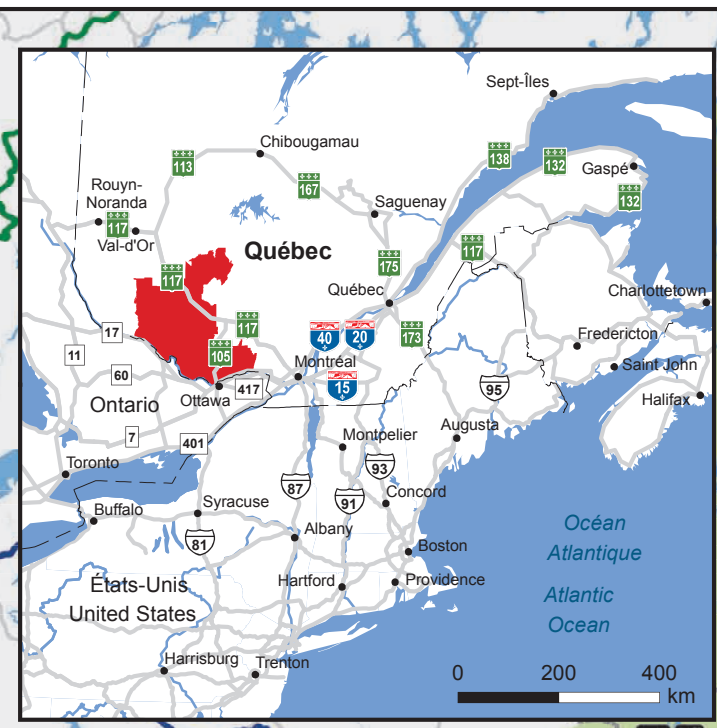 Sept-Îles
Chibougamau
138
132
113
Gaspé
167
Rouyn-
Noranda
132
117
Saguenay
Val-d'Or
Québec
117
175
117
Québec
Charlottetown
117
17
40
20
173
Fredericton
11
105
Montréal
Saint John
60
417
15
95
Ontario
Ottawa
Halifax
7
401
Montpelier
Augusta
Toronto
93
87
91
Concord
Buffalo
Syracuse
81
Albany
Océan
Atlantique
Boston
États-Unis
United States
Hartford
Providence
Atlantic
Ocean
Harrisburg
Trenton
0 200 400
km